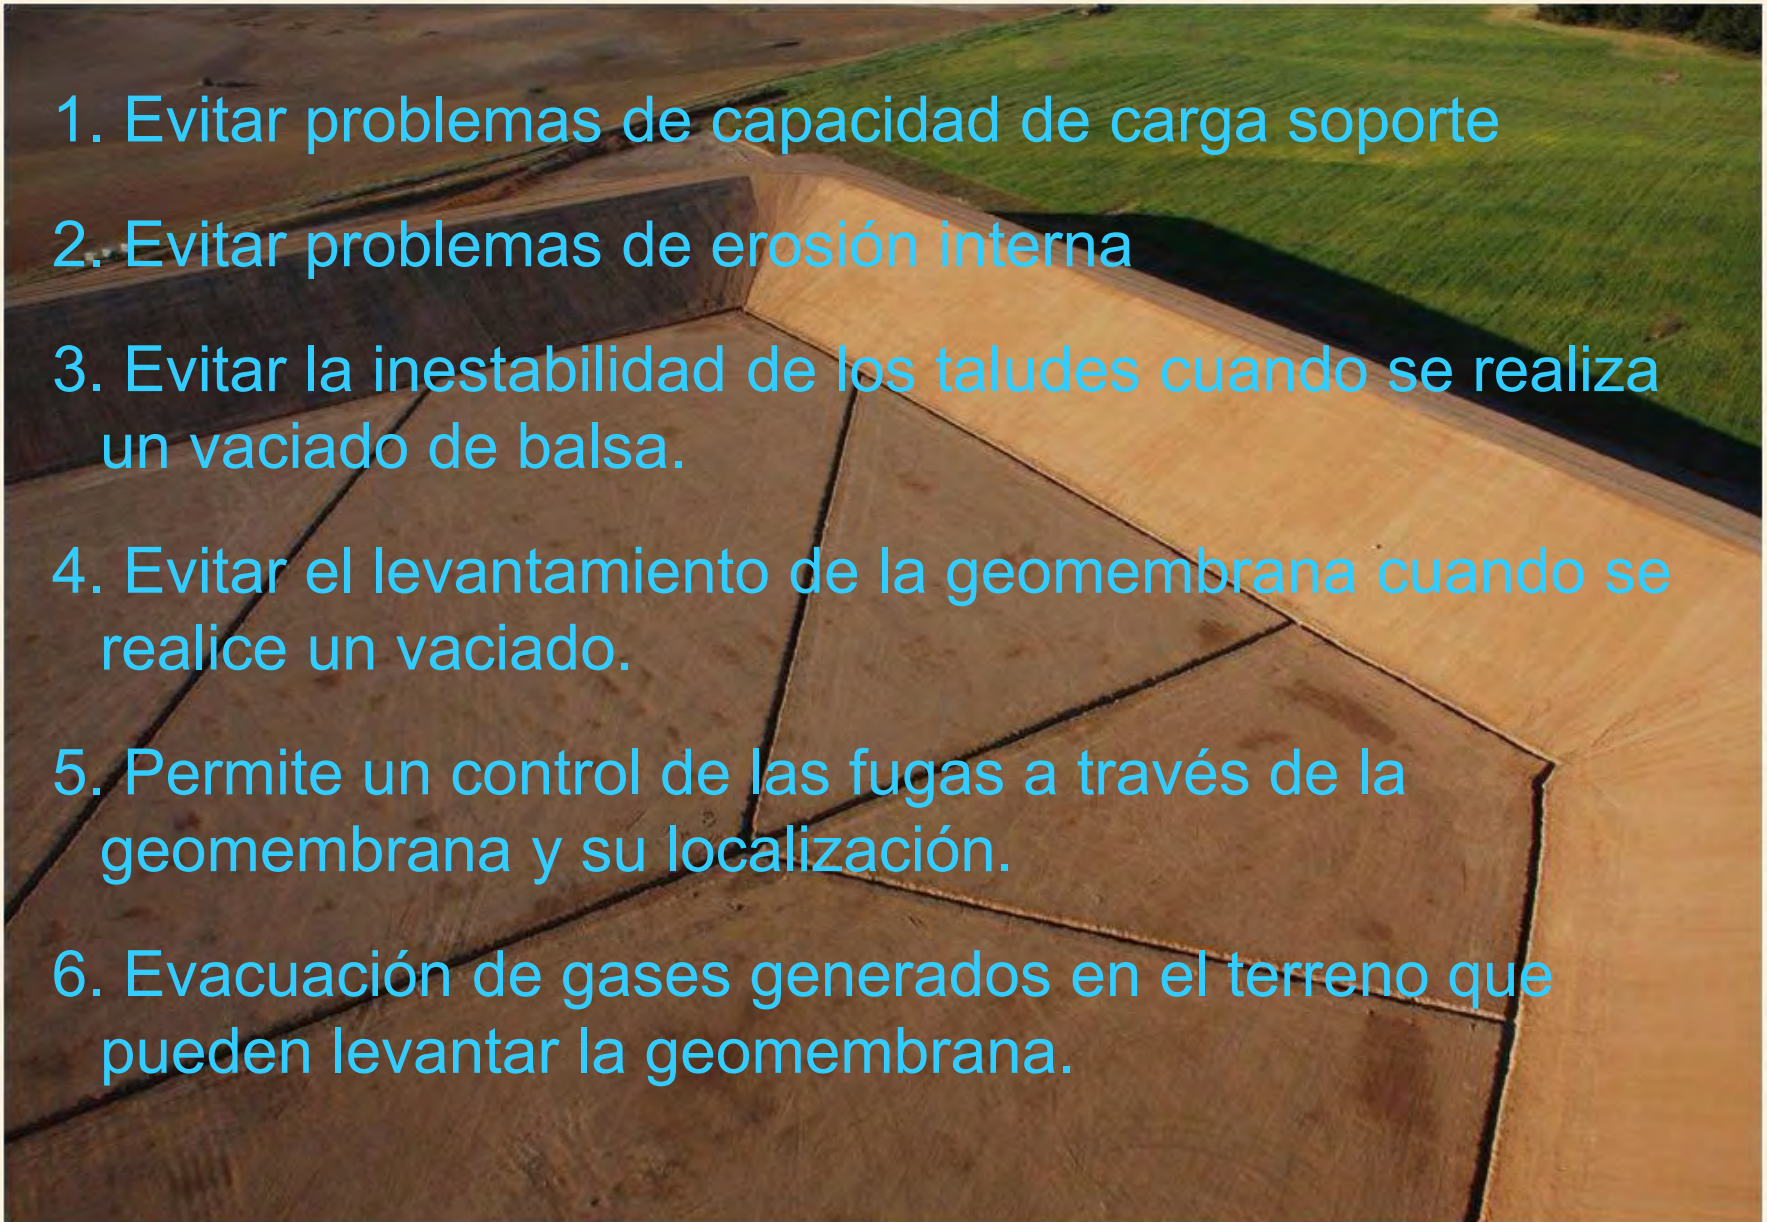 1. Evitar problemas de capacidad de carga soporte
2. Evitar problemas de erosión interna
3. Evitar la inestabilidad de los taludes cuando se realiza
un vaciado de balsa.
4. Evitar el levantamiento de la geomembrana cuando se
realice un vaciado.
5. Permite un control de las fugas a través de la
geomembrana y su localización.
6. Evacuación de gases generados en el terreno que
pueden levantar la geomembrana.